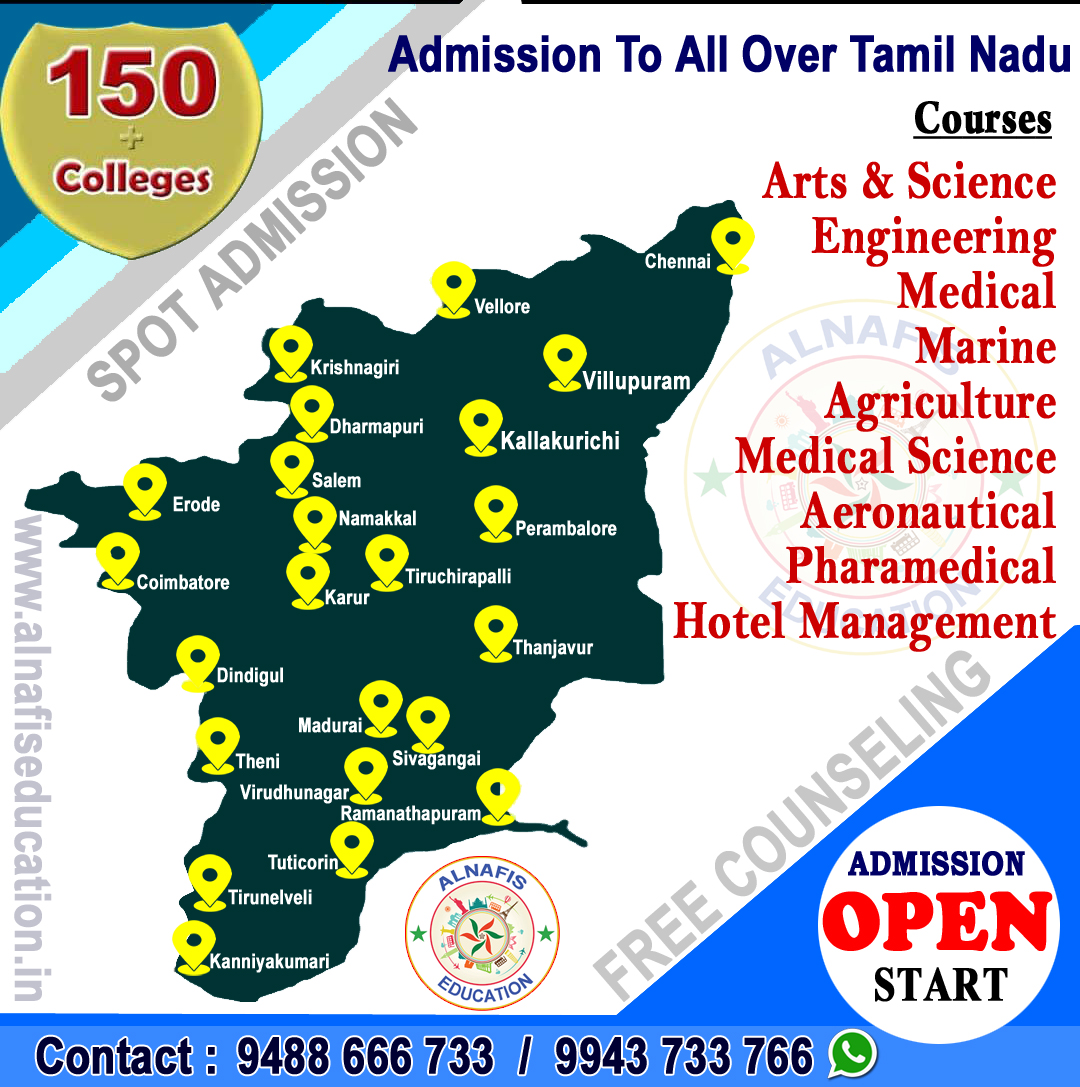 150
+
Colleges
Admission To All Over Tamil Nadu
SPOT ADMISSION
Courses
Arts & Science
Engineering
Medical
Marine
Agriculture
Medical Science
Aeronautical
Pharamedical
Hotel Management
ALNAFIS
EDUCATION
Chennai
Vellore
Krishnagiri
Villupuram
Dharmapuri
Kallakurichi
Salem
Erode
Namakkal
Perambalore
Coimbatore
Tiruchirapalli
Karur
Thanjavur
Dindigul
Madurai
Sivagangai
Theni
Virudhunagar
Ramanathapuram
Tuticorin
Tirunelveli
Kanniyakumari
www.alnafiseducation.in
ALNAFIS
EDUCATION
FREE COUNSELING
ADMISSION
OPEN
START
Contact : 9488 666 733 / 9943 733 766